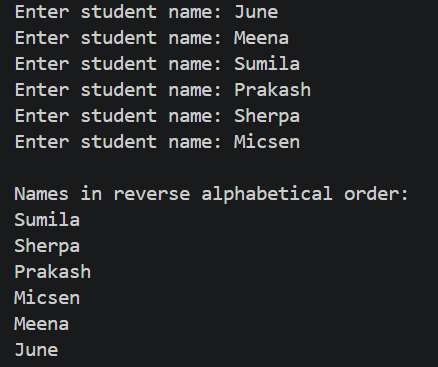 Enter student name: June
Enter student name: Meena
Enter student name: Sumila
Enter student name: Prakash
Enter student name: Sherpa
Enter student name: Micsen
Names in reverse alphabetical order:
Sumila
Sherpa
Prakash
Micsen
Meena
June